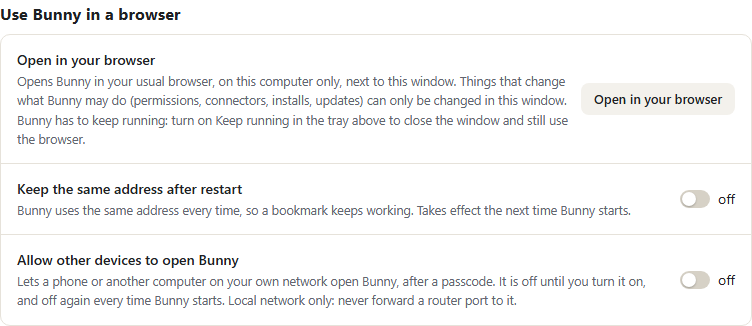 Use Bunny in a browser
Open in your browser
Opens Bunny in your usual browser, on this computer only, next to this window. Things that change
what Bunny may do (permissions, connectors, installs, updates) can only be changed in this window.
Bunny has to keep running: turn on Keep running in the tray above to close the window and still use
the browser.
Open in your browser
Keep the same address after restart
Bunny uses the same address every time, so a bookmark keeps working. Takes effect the next time Bunny starts.
off
Allow other devices to open Bunny
Lets a phone or another computer on your own network open Bunny, after a passcode. It is off until you turn it on,
and off again every time Bunny starts. Local network only: never forward a router port to it.
off